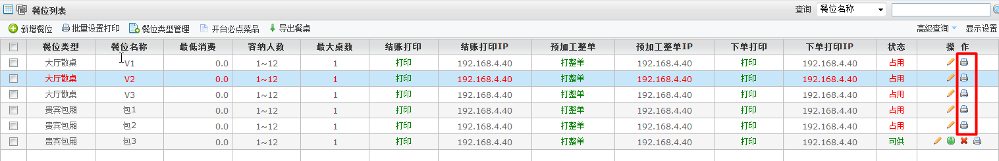 餐位列表 查询 餐位名称
新增餐位 批量设置打印 餐位类型管理 开台必点菜品 导出餐桌 高级查询 显示设置
餐位类型 餐位名称 最低消费 容纳人数 最大桌数 结账打印 结账打印IP 预加工整单 预加工整单IP 下单打印 下单打印IP 状态 操 作
大厅散桌 V1 0.0 1~12 1 打印 192.168.4.40 打整单 192.168.4.40 打印 192.168.4.40 占用
大厅散桌 V2 0.0 1~12 1 打印 192.168.4.40 打整单 192.168.4.40 打印 192.168.4.40 占用
大厅散桌 V3 0.0 1~12 1 打印 192.168.4.40 打整单 192.168.4.40 打印 192.168.4.40 占用
贵宾包厢 包1 0.0 1~12 1 打印 192.168.4.40 打整单 192.168.4.40 打印 192.168.4.40 占用
贵宾包厢 包2 0.0 1~12 1 打印 192.168.4.40 打整单 192.168.4.40 打印 192.168.4.40 占用
贵宾包厢 包3 0.0 1~12 1 打印 192.168.4.40 打整单 192.168.4.40 打印 192.168.4.40 可供